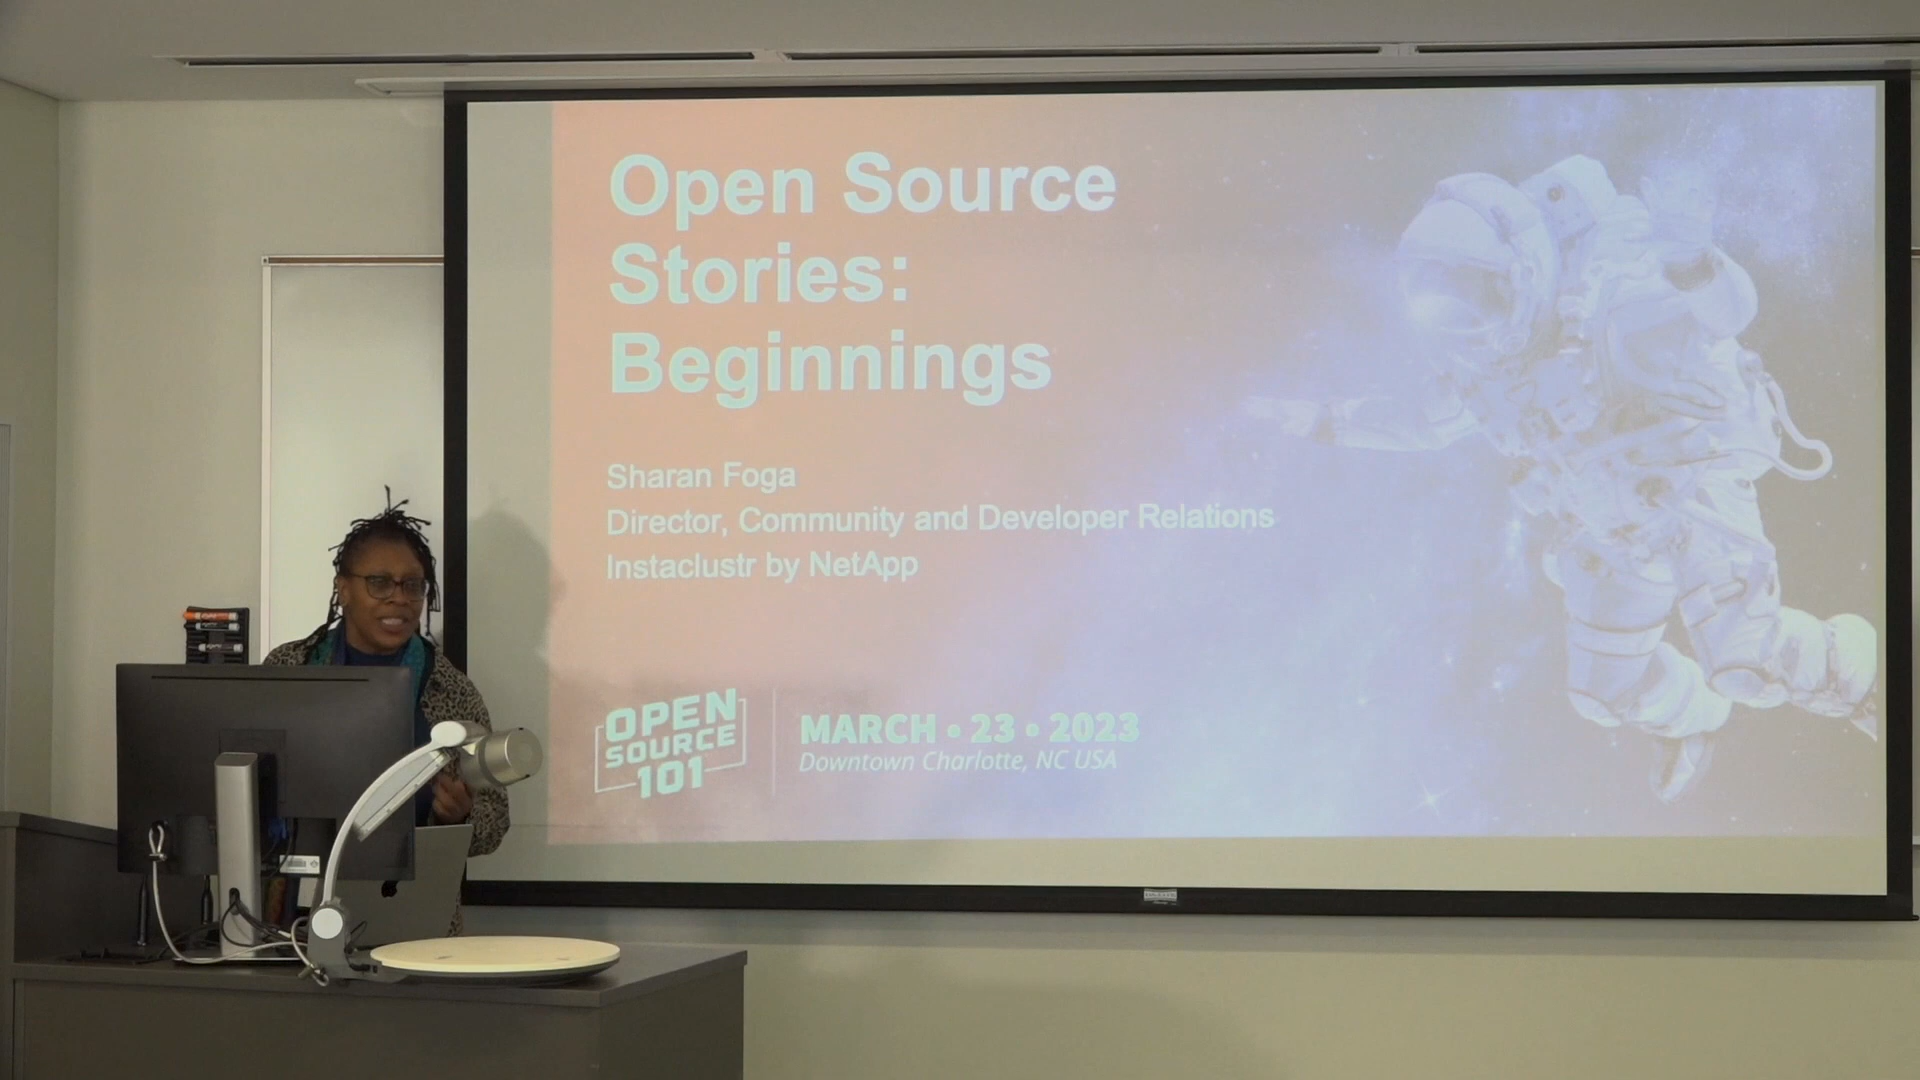 Open Source
Stories:
Beginnings
Sharan Foga
Director, Community and Developer Relations
Instaclustr by NetApp
OPEN
SOURCE
101
MARCH • 23 • 2023
Downtown Charlotte, NC USA